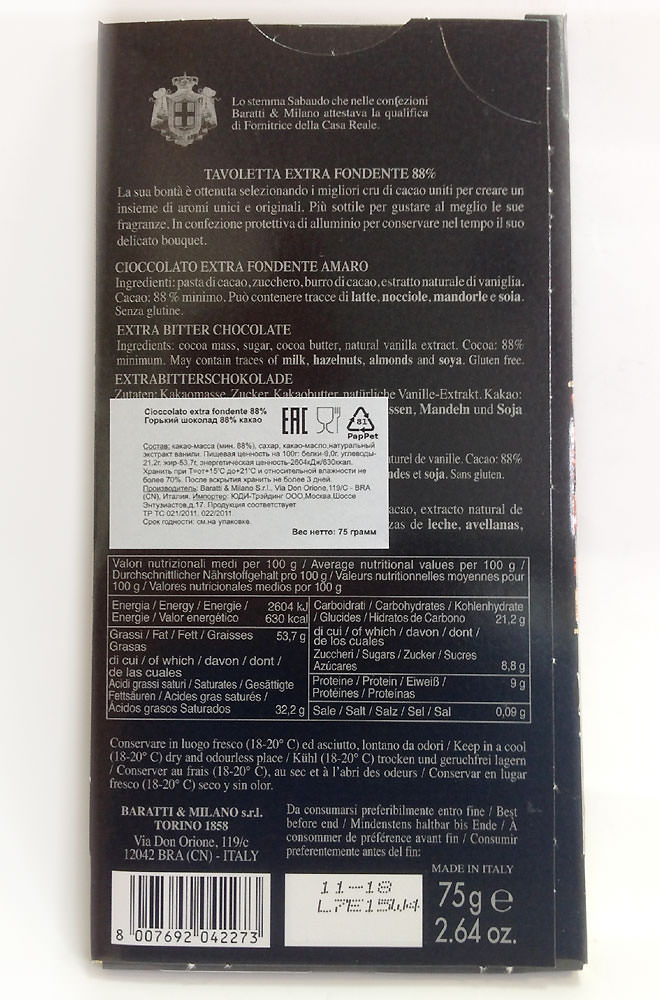 Lo stemma Sabaudo che nelle confezioni
Baratti & Milano attestava la qualifica
di Fornitrice della Casa Reale.
TAVOLETTA EXTRA FONDENTE 88%
La sua bontà è ottenuta selezionando i migliori cru di cacao uniti per creare un
insieme di aromi unici e originali. Più sottile per gustare al meglio le sue
fragranze. In confezione protettiva di alluminio per conservare nel tempo il suo
delicato bouquet.
CIOCCOLATO EXTRA FONDENTE AMARO
Ingredienti: pasta di cacao, zucchero, burro di cacao, estratto naturale di vaniglia.
Cacao: 88 % minimo. Può contenere tracce di latte, nocciole, mandorle e soia.
Senza glutine.
EXTRA BITTER CHOCOLATE
Ingredients: cocoa mass, sugar, cocoa butter, natural vanilla extract. Cocoa: 88%
minimum. May contain traces of milk, hazelnuts, almonds and soya. Gluten free.
EXTRABITTERSCHOKOLADE
Zutaten: Kakaomasse, Zucker, Kakaobutter, natürliche Vanille-Extrakt. Kakao:
ssen, Mandeln und Soja
turel de vanille. Cacao: 88%
ndes et soja. Sans gluten.
acao, extracto natural de
zas de leche, avellanas,
Cioccolato extra fondente 88%
Горький шоколад 88% какао
EAC
81
PapPet
Состав: какао-масса (мин. 88%), сахар, какао-масло,натуральный
экстракт ванили. Пищевая ценность на 100г: белки-9,0г, углеводы-
21,2г, жир-53,7г, энергетическая ценность-2604кДж/630ккал.
Хранить при Т=от+15°С до+21°С и относительной влажности не
более 70%. После вскрытия хранить не более 3 дней.
Производитель: Baratti & Milano S.r.l., Via Don Orione,119/C - BRA
(CN), Италия. Импортер: ЮДИ-Трэйдинг ООО,Москва,Шоссе
Энтузиастов,д.17. Продукция соответствует
ТР ТС 021/2011, 022/2011
Срок годности: см.на упаковке.
Вес нетто: 75 грамм
Valori nutrizionali medi per 100 g / Average nutritional values per 100 g /
Durchschnittlicher Nährstoffgehalt pro 100 g / Valeurs nutritionnelles moyennes pour
100 g / Valores nutricionales medios por 100 g
Energia / Energy / Energie / 2604 kJ
Énergie / Valor energético 630 kcal
Grassi / Fat / Fett / Graisses 53,7 g
Grasas
di cui / of which / davon / dont /
de las cuales
Acidi grassi saturi / Saturates / Gesättigte
Fettsäuren / Acides gras saturés /
Ácidos grasos Saturados 32,2 g
Carboidrati / Carbohydrates / Kohlenhydrate
/ Glucides / Hidratos de Carbono 21,2 g
di cui / of which / davon / dont /
de los cuales
Zuccheri / Sugars / Zucker / Sucres
Azúcares 8,8 g
Proteine / Protein / Eiweiß / 9 g
Protéines / Proteínas
Sale / Salt / Salz / Sel / Sal 0,09 g
Conservare in luogo fresco (18-20° C) ed asciutto, lontano da odori / Keep in a cool
(18-20° C) dry and odourless place / Kühl (18-20° C) trocken und geruchfrei lagern
/ Conserver au frais (18-20° C), au sec et à l'abri des odeurs / Conservar en lugar
fresco (18-20° C) seco y sin olor.
BARATTI & MILANO s.r.l.
TORINO 1858
Via Don Orione, 119/c
12042 BRA (CN) - ITALY
Da consumarsi preferibilmente entro fine / Best
before end / Mindestens haltbar bis Ende / À
consommer de préférence avant fin / Consumir
preferentemente antes del fin:
8 007692 042273
11-18
MADE IN ITALY
75g e
2.64 oz.